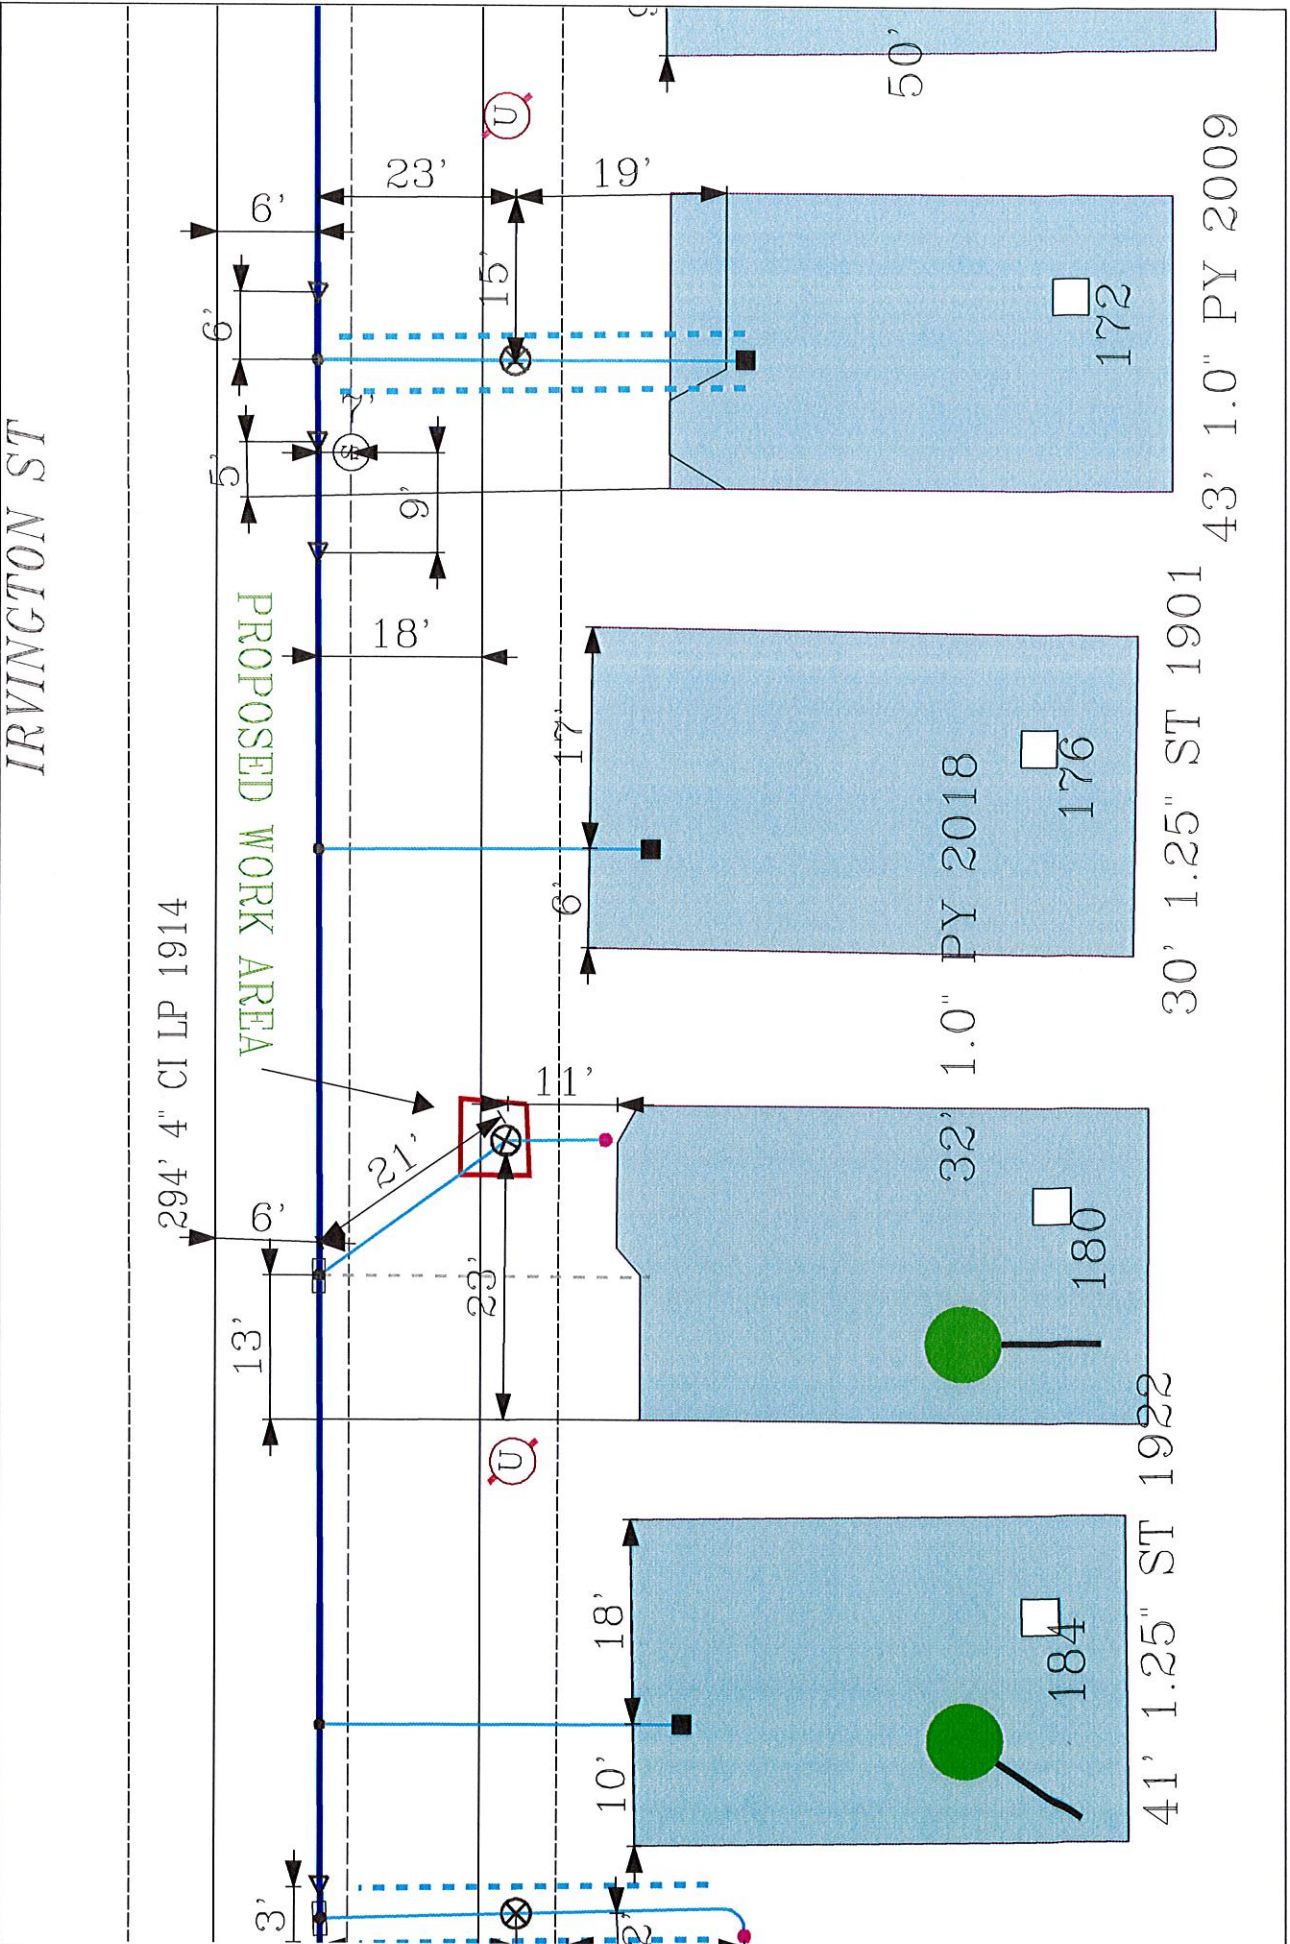 50'
U
23'
19'
6'
15'
6'
172
43' 1.0" PY 2009
7'
S
5'
9'
IRVINGTON ST
PROPOSED WORK AREA
18'
17'
176
30' 1.25" ST 1901
6'
1.0" PY 2018
294' 4" CI LP 1914
11'
21'
32'
6'
180
23'
13'
U
18'
184
41' 1.25" ST 1922
10'
3'
2'